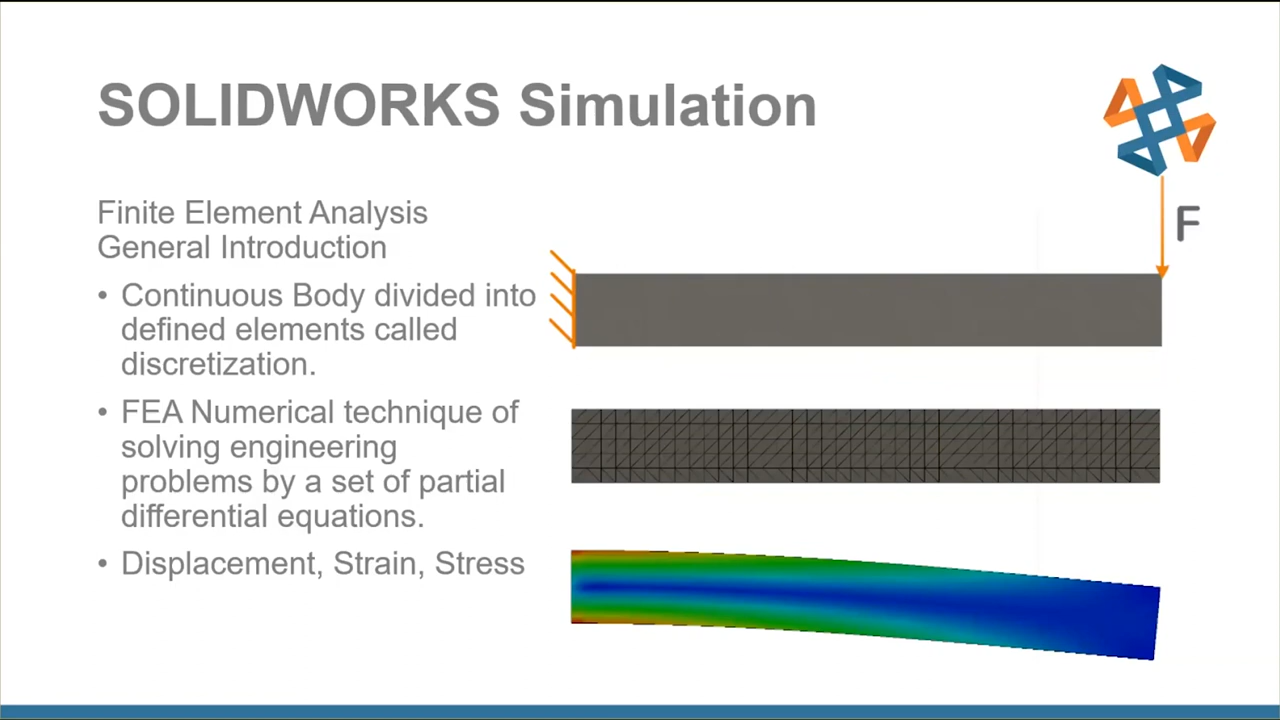 SOLIDWORKS Simulation
F
Finite Element Analysis
General Introduction
• Continuous Body divided into
defined elements called
discretization.
• FEA Numerical technique of
solving engineering
problems by a set of partial
differential equations.
• Displacement, Strain, Stress